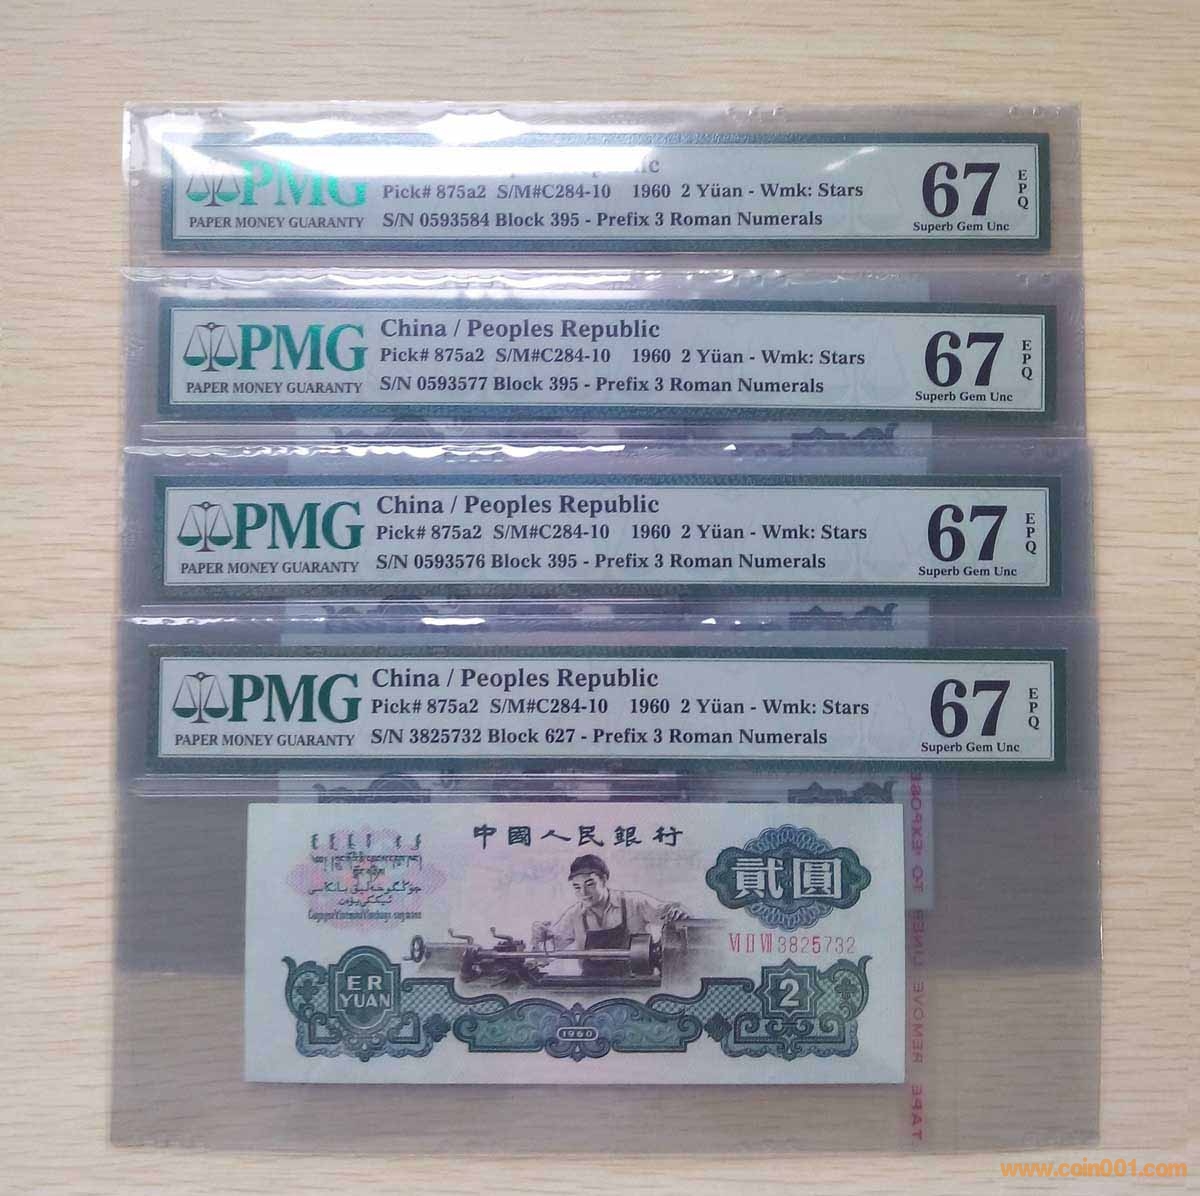 PMG
PAPER MONEY GUARANTY
Pick# 875a2 S/M#C284-10 1960 2 Yüan - Wmk: Stars
S/N 0593584 Block 395 - Prefix 3 Roman Numerals
67
EPQ
Superb Gem Unc
PMG
PAPER MONEY GUARANTY
China / Peoples Republic
Pick# 875a2 S/M#C284-10 1960 2 Yüan - Wmk: Stars
S/N 0593577 Block 395 - Prefix 3 Roman Numerals
67
EPQ
Superb Gem Unc
PMG
PAPER MONEY GUARANTY
China / Peoples Republic
Pick# 875a2 S/M#C284-10 1960 2 Yüan - Wmk: Stars
S/N 0593576 Block 395 - Prefix 3 Roman Numerals
67
EPQ
Superb Gem Unc
PMG
PAPER MONEY GUARANTY
China / Peoples Republic
Pick# 875a2 S/M#C284-10 1960 2 Yüan - Wmk: Stars
S/N 3825732 Block 627 - Prefix 3 Roman Numerals
67
EPQ
Superb Gem Unc
中國人民銀行
貳圓
VI II VII 3825732
ER
YUAN
2
1960
TAPE REMOVE LINER TO EXPOSE
www.coin001.com